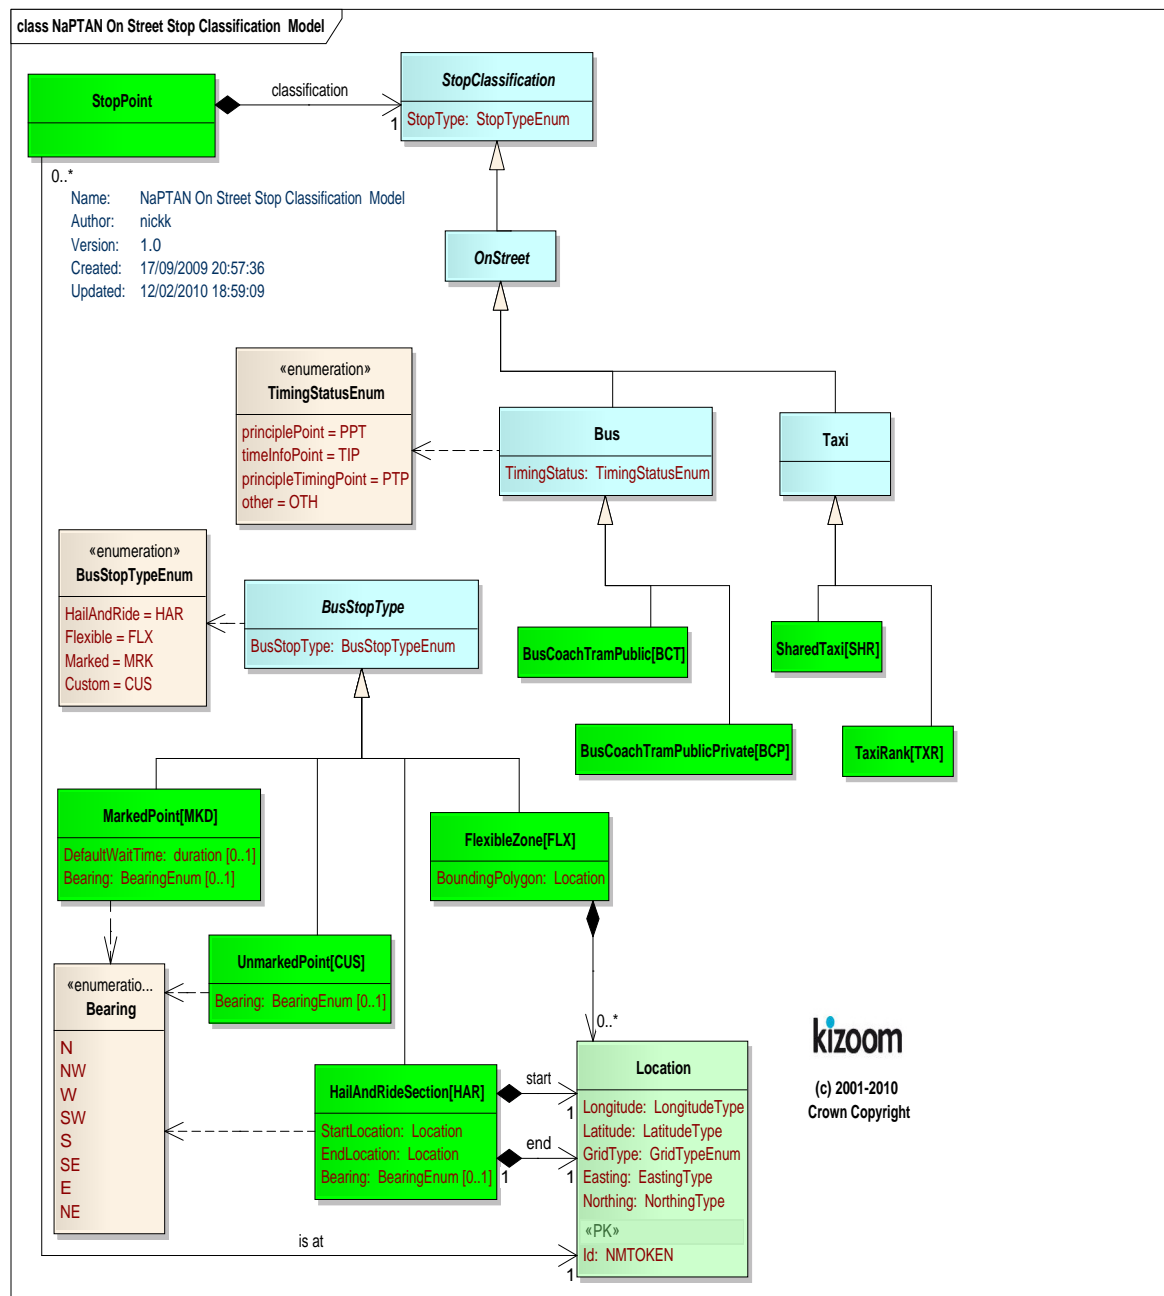 class NaPTAN On Street Stop Classification  Model
StopPoint
classification
1
StopClassification
StopType:  StopTypeEnum
0..*
Name: NaPTAN On Street Stop Classification  Model
Author: nickk
Version: 1.0
Created: 17/09/2009 20:57:36
Updated: 12/02/2010 18:59:09
OnStreet
«enumeration»
TimingStatusEnum
principlePoint = PPT
timeInfoPoint = TIP
principleTimingPoint = PTP
other = OTH
Bus
TimingStatus:  TimingStatusEnum
Taxi
«enumeration»
BusStopTypeEnum
HailAndRide = HAR
Flexible = FLX
Marked = MRK
Custom = CUS
BusStopType
BusStopType:  BusStopTypeEnum
BusCoachTramPublic[BCT]
SharedTaxi[SHR]
BusCoachTramPublicPrivate[BCP]
TaxiRank[TXR]
MarkedPoint[MKD]
DefaultWaitTime:  duration [0..1]
Bearing:  BearingEnum [0..1]
FlexibleZone[FLX]
BoundingPolygon:  Location
UnmarkedPoint[CUS]
Bearing:  BearingEnum [0..1]
«enumeratio...
Bearing
N
NW
W
SW
S
SE
E
NE
0..*
HailAndRideSection[HAR]
StartLocation:  Location
EndLocation:  Location
Bearing:  BearingEnum [0..1]
start
1
end
1
1
Location
Longitude:  LongitudeType
Latitude:  LatitudeType
GridType:  GridTypeEnum
Easting:  EastingType
Northing:  NorthingType
«PK»
Id:  NMTOKEN
is at
1
kizoom
(c) 2001-2010
Crown Copyright